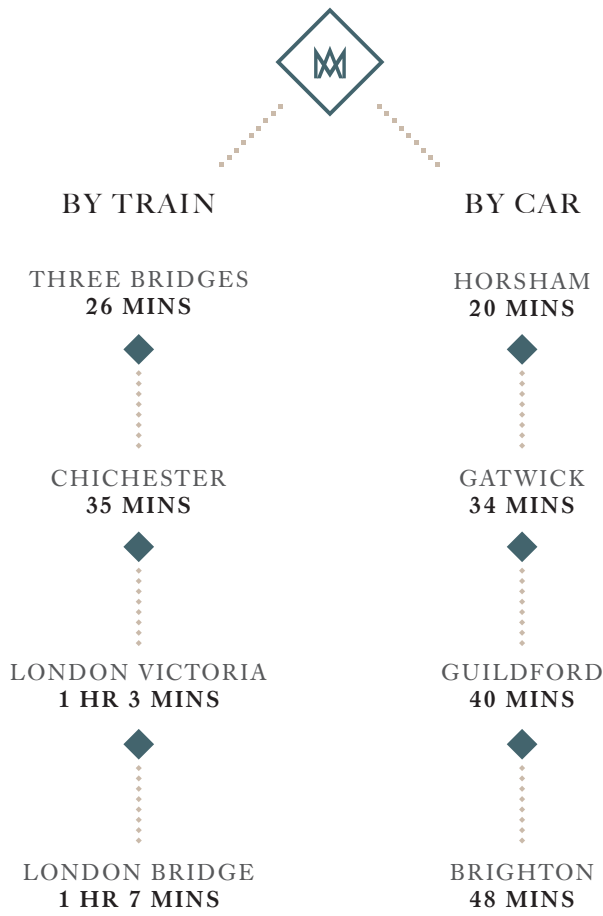 BY TRAIN
THREE BRIDGES
26 MINS
CHICHESTER
35 MINS
LONDON VICTORIA
1 HR 3 MINS
LONDON BRIDGE
1 HR 7 MINS
BY CAR
HORSHAM
20 MINS
GATWICK
34 MINS
GUILDFORD
40 MINS
BRIGHTON
48 MINS